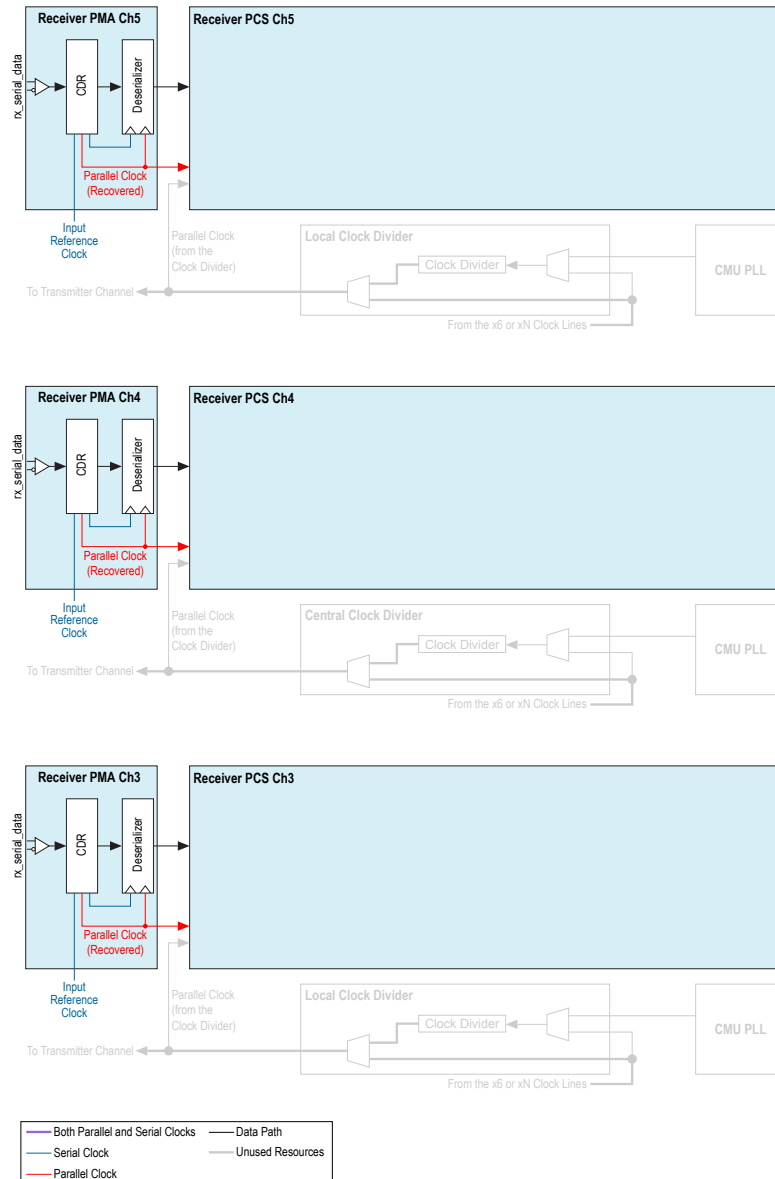 Receiver PMA Ch5
Receiver PCS Ch5
rx_serial_data
CDR
Deserializer
Parallel Clock
(Recovered)
Input
Reference
Clock
Parallel Clock
(from the
Clock Divider)
Local Clock Divider
Clock Divider
CMU PLL
To Transmitter Channel
From the x6 or xN Clock Lines
Receiver PMA Ch4
Receiver PCS Ch4
rx_serial_data
CDR
Deserializer
Parallel Clock
(Recovered)
Input
Reference
Clock
Parallel Clock
(from the
Clock Divider)
Central Clock Divider
Clock Divider
CMU PLL
To Transmitter Channel
From the x6 or xN Clock Lines
Receiver PMA Ch3
Receiver PCS Ch3
rx_serial_data
CDR
Deserializer
Parallel Clock
(Recovered)
Input
Reference
Clock
Parallel Clock
(from the
Clock Divider)
Local Clock Divider
Clock Divider
CMU PLL
To Transmitter Channel
From the x6 or xN Clock Lines
Both Parallel and Serial Clocks
Data Path
Serial Clock
Unused Resources
Parallel Clock